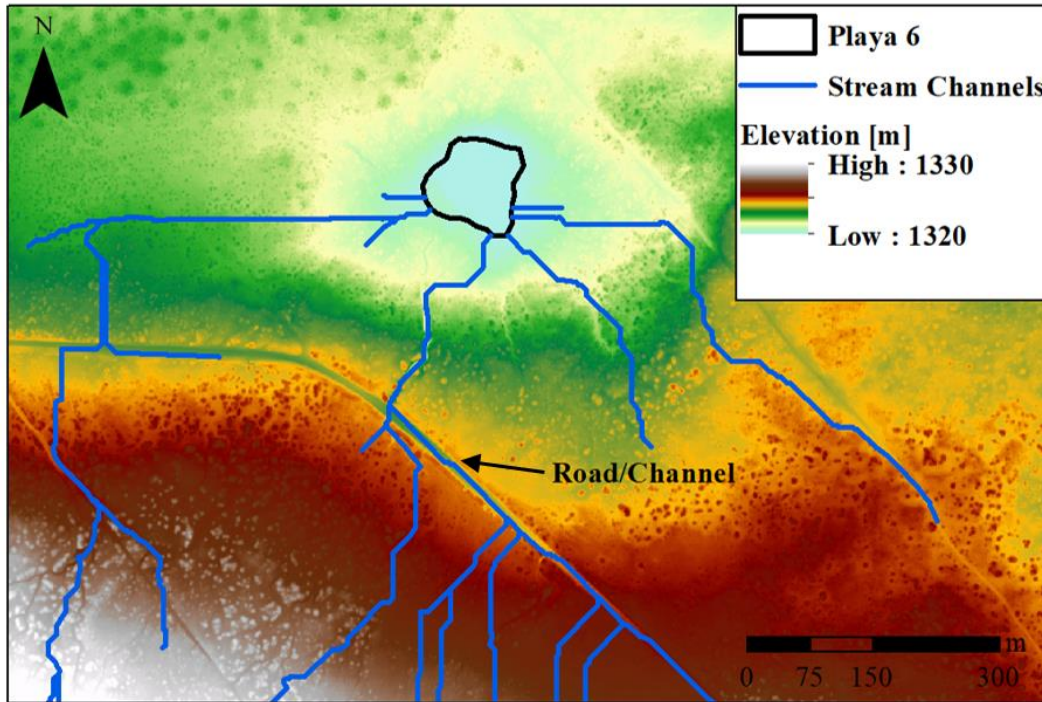 N
Playa 6
Stream Channels
Elevation [m]
High : 1330
Low : 1320
Road/Channel
m
0 75 150 300